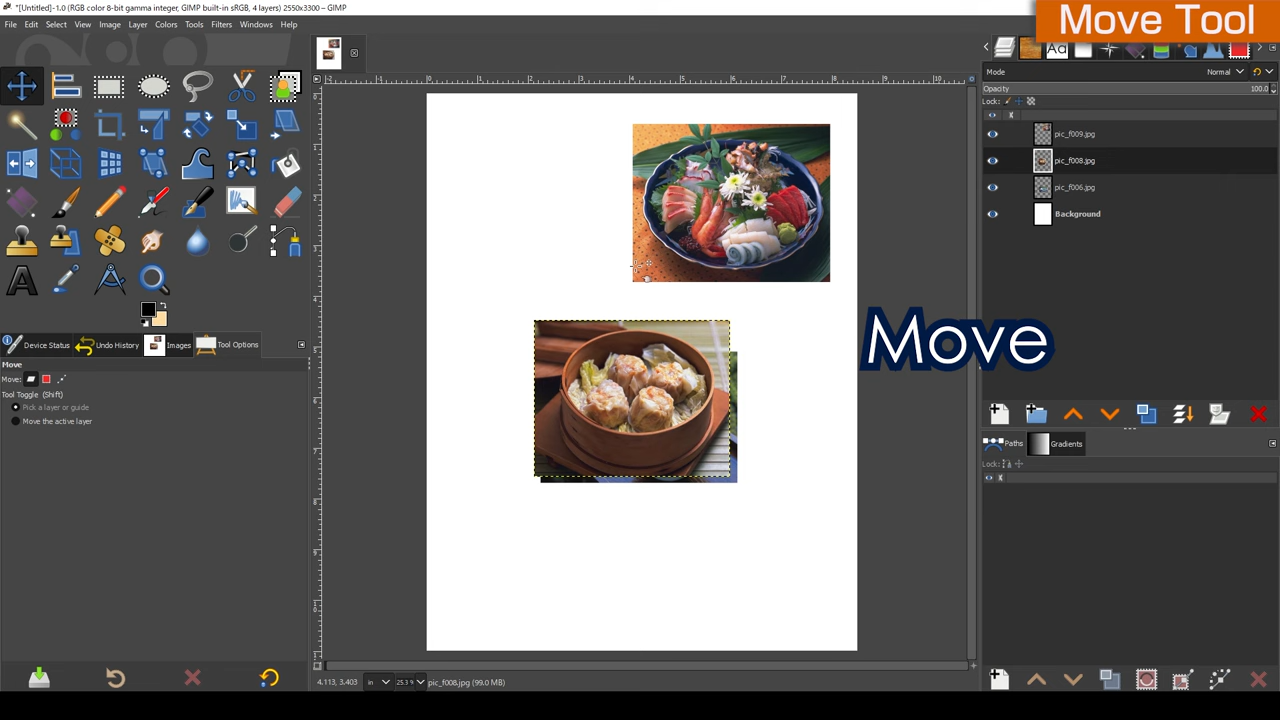 *[Untitled]-1.0 (RGB color 8-bit gamma integer, GIMP built-in sRGB, 4 layers) 2550x3300 – GIMP
Move Tool
File Edit Select View Image Layer Colors Tools Filters Windows Help
Aa
Mode Normal
Opacity 100.0
Lock:
pic_f009.jpg
pic_f008.jpg
pic_f006.jpg
Background
Move
Device Status Undo History Images Tool Options
Move
Move:
Tool Toggle (Shift)
Pick a layer or guide
Move the active layer
Paths Gradients
Lock:
4.113, 3.403 in 25.3 % pic_f008.jpg (99.0 MB)